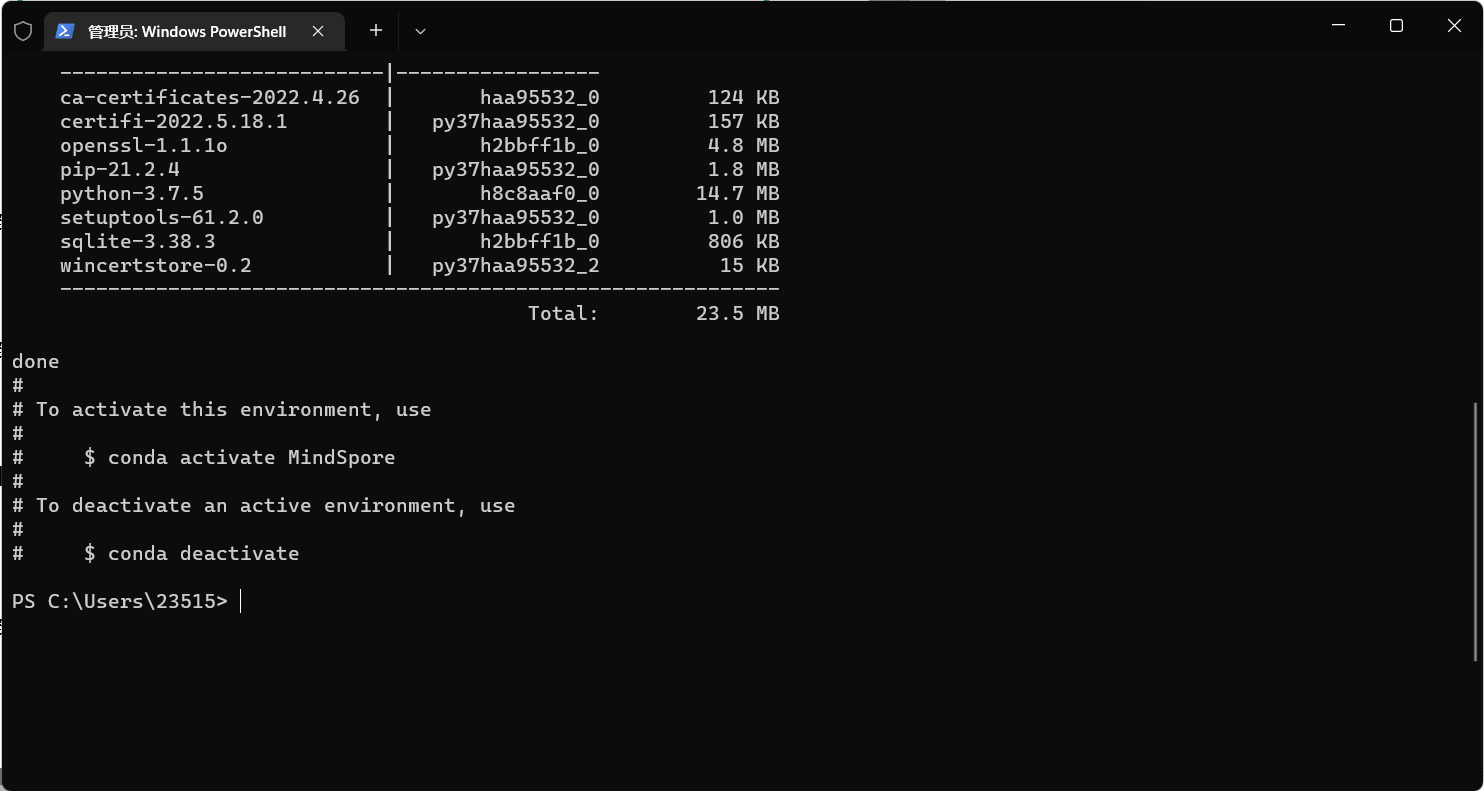 管理员: Windows PowerShell
---------------------------|-----------------
ca-certificates-2022.4.26  |       haa95532_0         124 KB
certifi-2022.5.18.1        |   py37haa95532_0         157 KB
openssl-1.1.1o             |       h2bbff1b_0         4.8 MB
pip-21.2.4                 |   py37haa95532_0         1.8 MB
python-3.7.5               |       h8c8aaf0_0        14.7 MB
setuptools-61.2.0          |   py37haa95532_0         1.0 MB
sqlite-3.38.3              |       h2bbff1b_0         806 KB
wincertstore-0.2           |   py37haa95532_2          15 KB
------------------------------------------------------------
Total:        23.5 MB
done
#
# To activate this environment, use
#
#     $ conda activate MindSpore
#
# To deactivate an active environment, use
#
#     $ conda deactivate
PS C:\Users\23515>